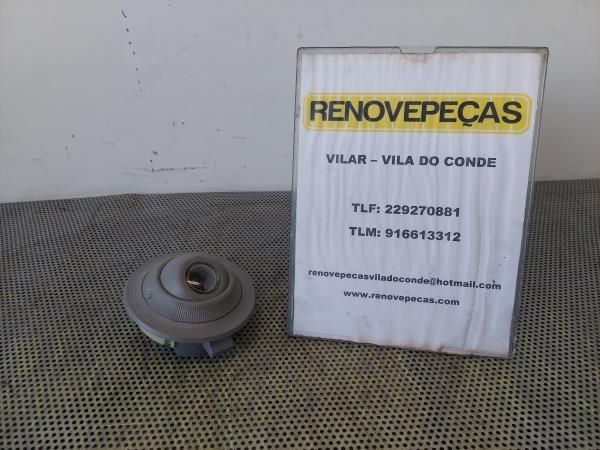 RENOVEPEÇAS
VILAR – VILA DO CONDE
TLF: 229270881
TLM: 916613312
renovepecasviladoconde@hotmail.com
www.renovepecas.com